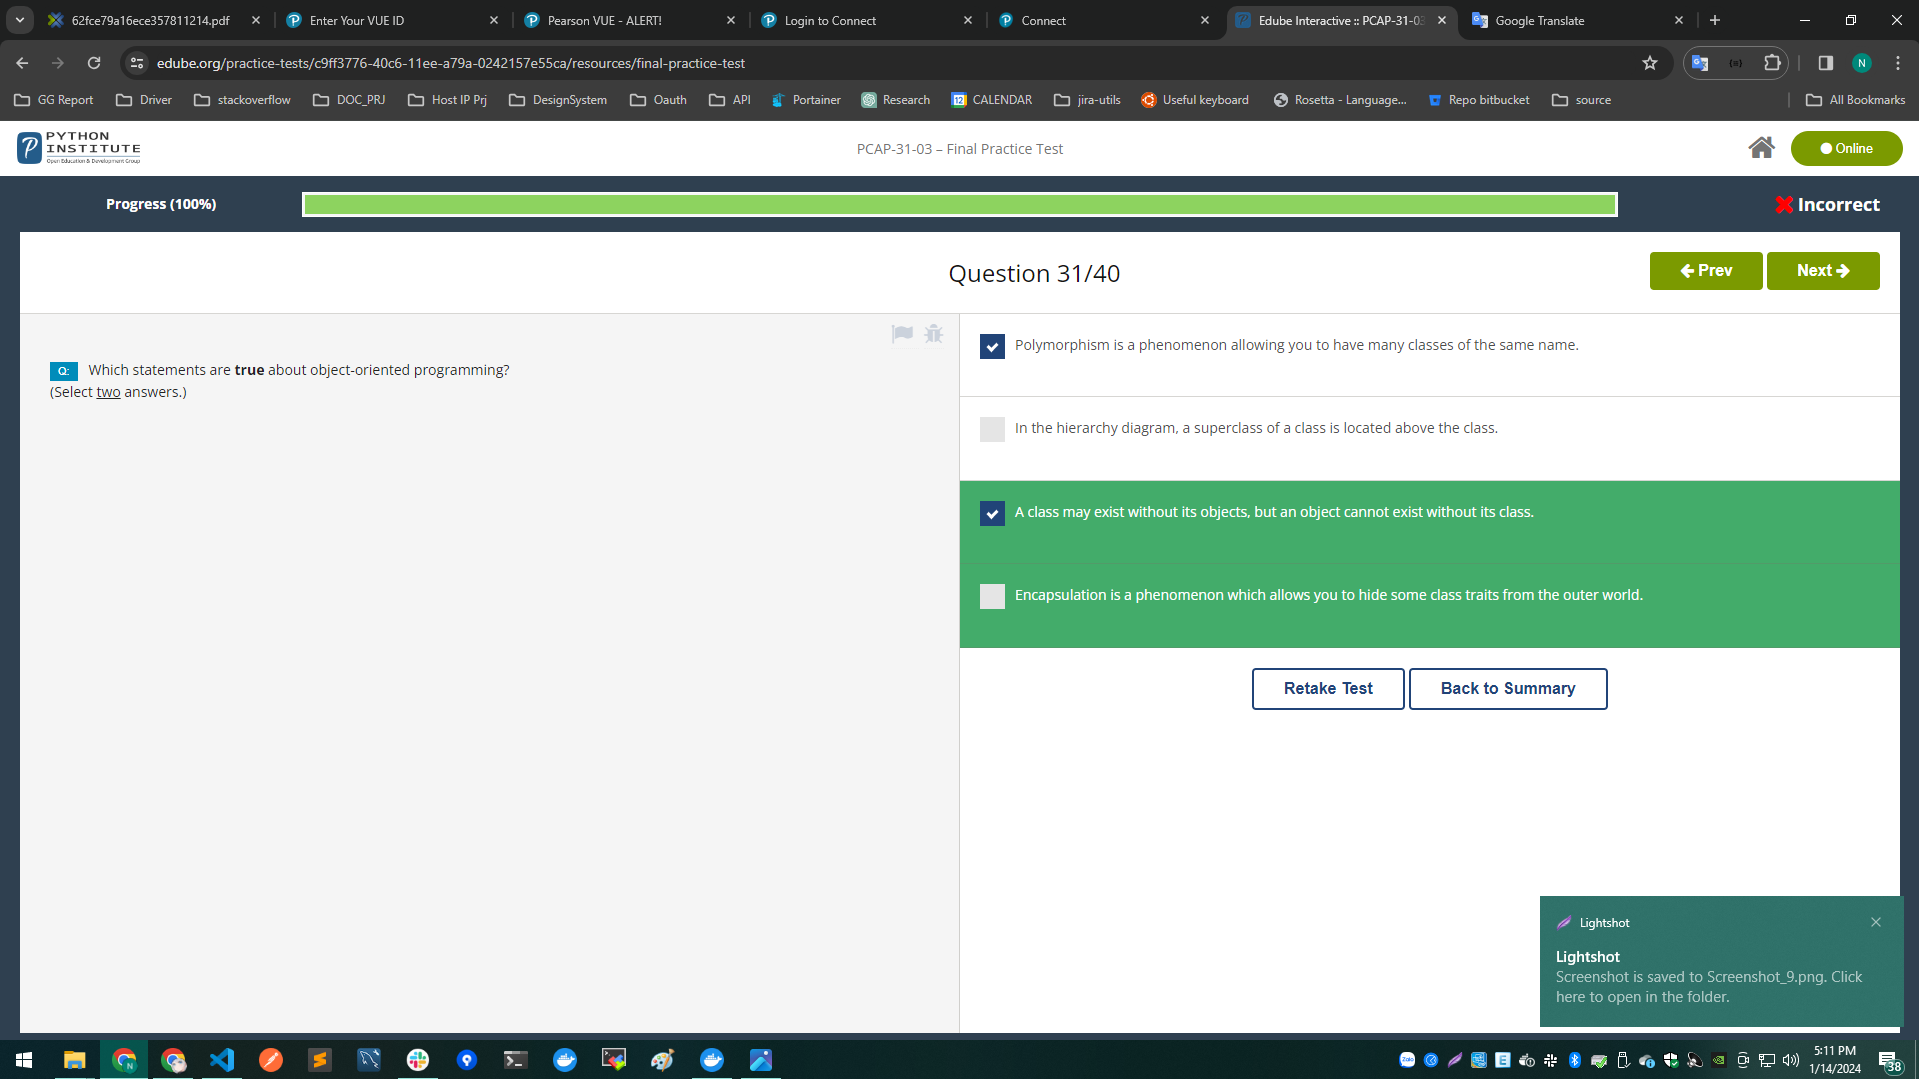 62fce79a16ece357811214.pdf
Enter Your VUE ID
Pearson VUE - ALERT!
Login to Connect
Connect
Edube Interactive :: PCAP-31-03
Google Translate
edube.org/practice-tests/c9ff3776-40c6-11ee-a79a-0242157e55ca/resources/final-practice-test
N
GG Report
Driver
stackoverflow
DOC_PRJ
Host IP Prj
DesignSystem
Oauth
API
Portainer
Research
CALENDAR
jira-utils
Useful keyboard
Rosetta - Language...
Repo bitbucket
source
All Bookmarks
PYTHON
INSTITUTE
Open Education & Development Group
PCAP-31-03 – Final Practice Test
Online
Progress (100%)
Incorrect
Question 31/40
Prev
Next
Q: Which statements are true about object-oriented programming?
(Select two answers.)
Polymorphism is a phenomenon allowing you to have many classes of the same name.
In the hierarchy diagram, a superclass of a class is located above the class.
A class may exist without its objects, but an object cannot exist without its class.
Encapsulation is a phenomenon which allows you to hide some class traits from the outer world.
Retake Test
Back to Summary
Lightshot
Lightshot
Screenshot is saved to Screenshot_9.png. Click
here to open in the folder.
5:11 PM
1/14/2024
38